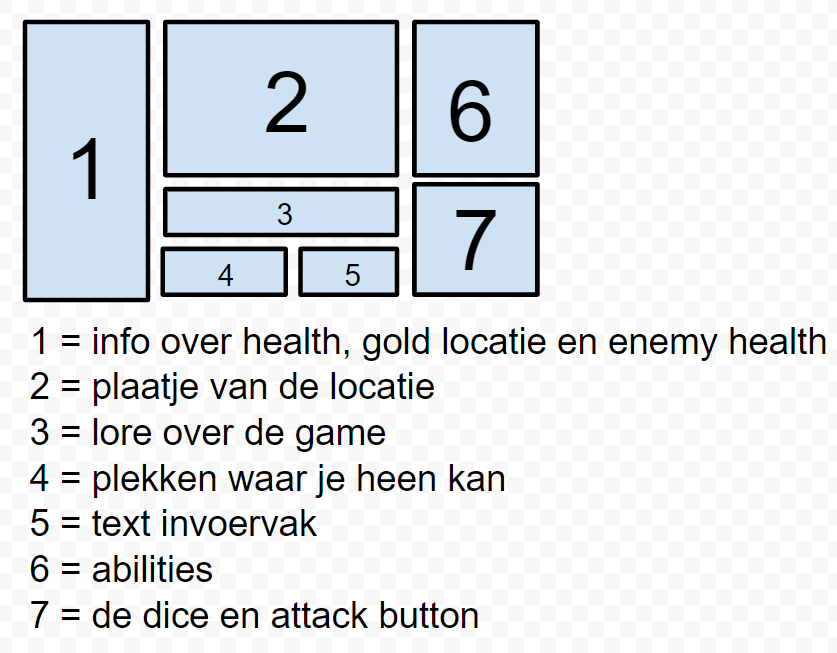 1
2
6
3
7
4
5
1 = info over health, gold locatie en enemy health
2 = plaatje van de locatie
3 = lore over de game
4 = plekken waar je heen kan
5 = text invoervak
6 = abilities
7 = de dice en attack button